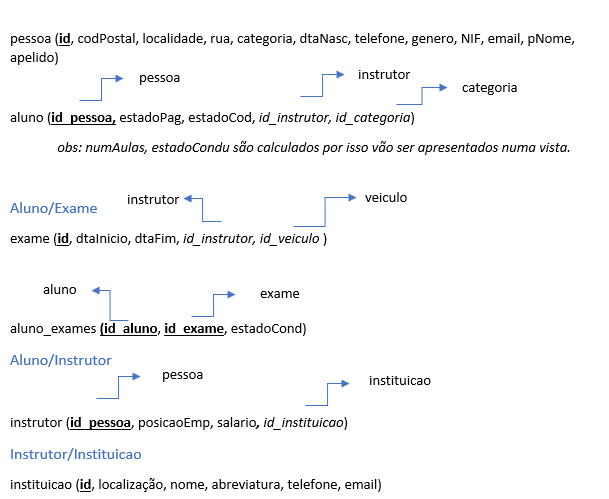 pessoa (id, codPostal, localidade, rua, categoria, dtaNasc, telefone, genero, NIF, email, pNome,
apelido)
pessoa instrutor categoria
aluno (id_pessoa, estadoPag, estadoCod, id_instrutor, id_categoria)
obs: numAulas, estadoCondu são calculados por isso vão ser apresentados numa vista.
instrutor veiculo
Aluno/Exame
exame (id, dtaInicio, dtaFim, id_instrutor, id_veiculo )
aluno exame
aluno_exames (id_aluno, id_exame, estadoCond)
Aluno/Instrutor
pessoa instituicao
instrutor (id_pessoa, posicaoEmp, salario, id_instituicao)
Instrutor/Instituicao
instituicao (id, localização, nome, abreviatura, telefone, email)